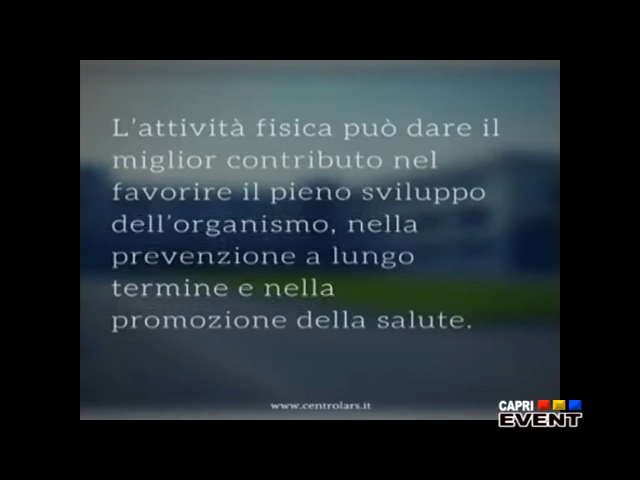 L'attività fisica può dare il
miglior contributo nel
favorire il pieno sviluppo
dell'organismo, nella
prevenzione a lungo
termine e nella
promozione della salute.
www.centrolars.it
CAPRI
EVENT